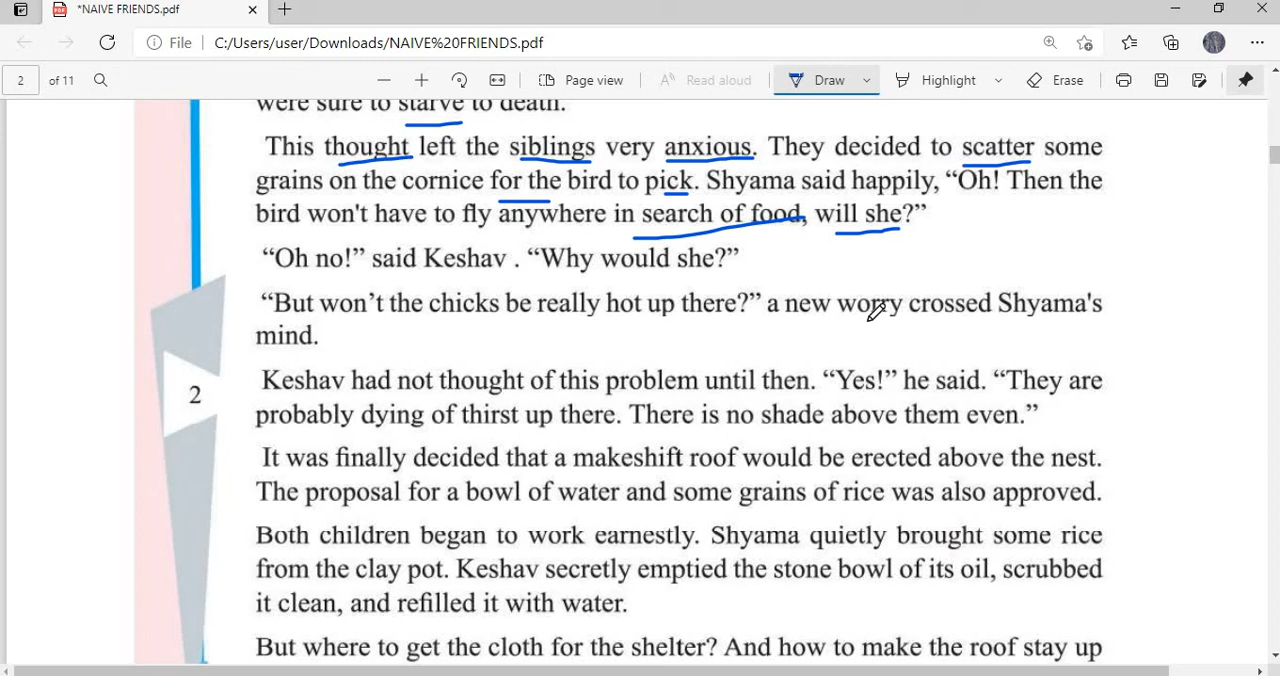 *NAIVE FRIENDS.pdf
File C:/Users/user/Downloads/NAIVE%20FRIENDS.pdf
2 of 11 Page view Read aloud Draw Highlight Erase
were sure to starve to death.
This thought left the siblings very anxious. They decided to scatter some
grains on the cornice for the bird to pick. Shyama said happily, “Oh! Then the
bird won't have to fly anywhere in search of food, will she?”
“Oh no!” said Keshav . “Why would she?”
“But won’t the chicks be really hot up there?” a new worry crossed Shyama's
mind.
2
Keshav had not thought of this problem until then. “Yes!” he said. “They are
probably dying of thirst up there. There is no shade above them even.”
It was finally decided that a makeshift roof would be erected above the nest.
The proposal for a bowl of water and some grains of rice was also approved.
Both children began to work earnestly. Shyama quietly brought some rice
from the clay pot. Keshav secretly emptied the stone bowl of its oil, scrubbed
it clean, and refilled it with water.
But where to get the cloth for the shelter? And how to make the roof stay up